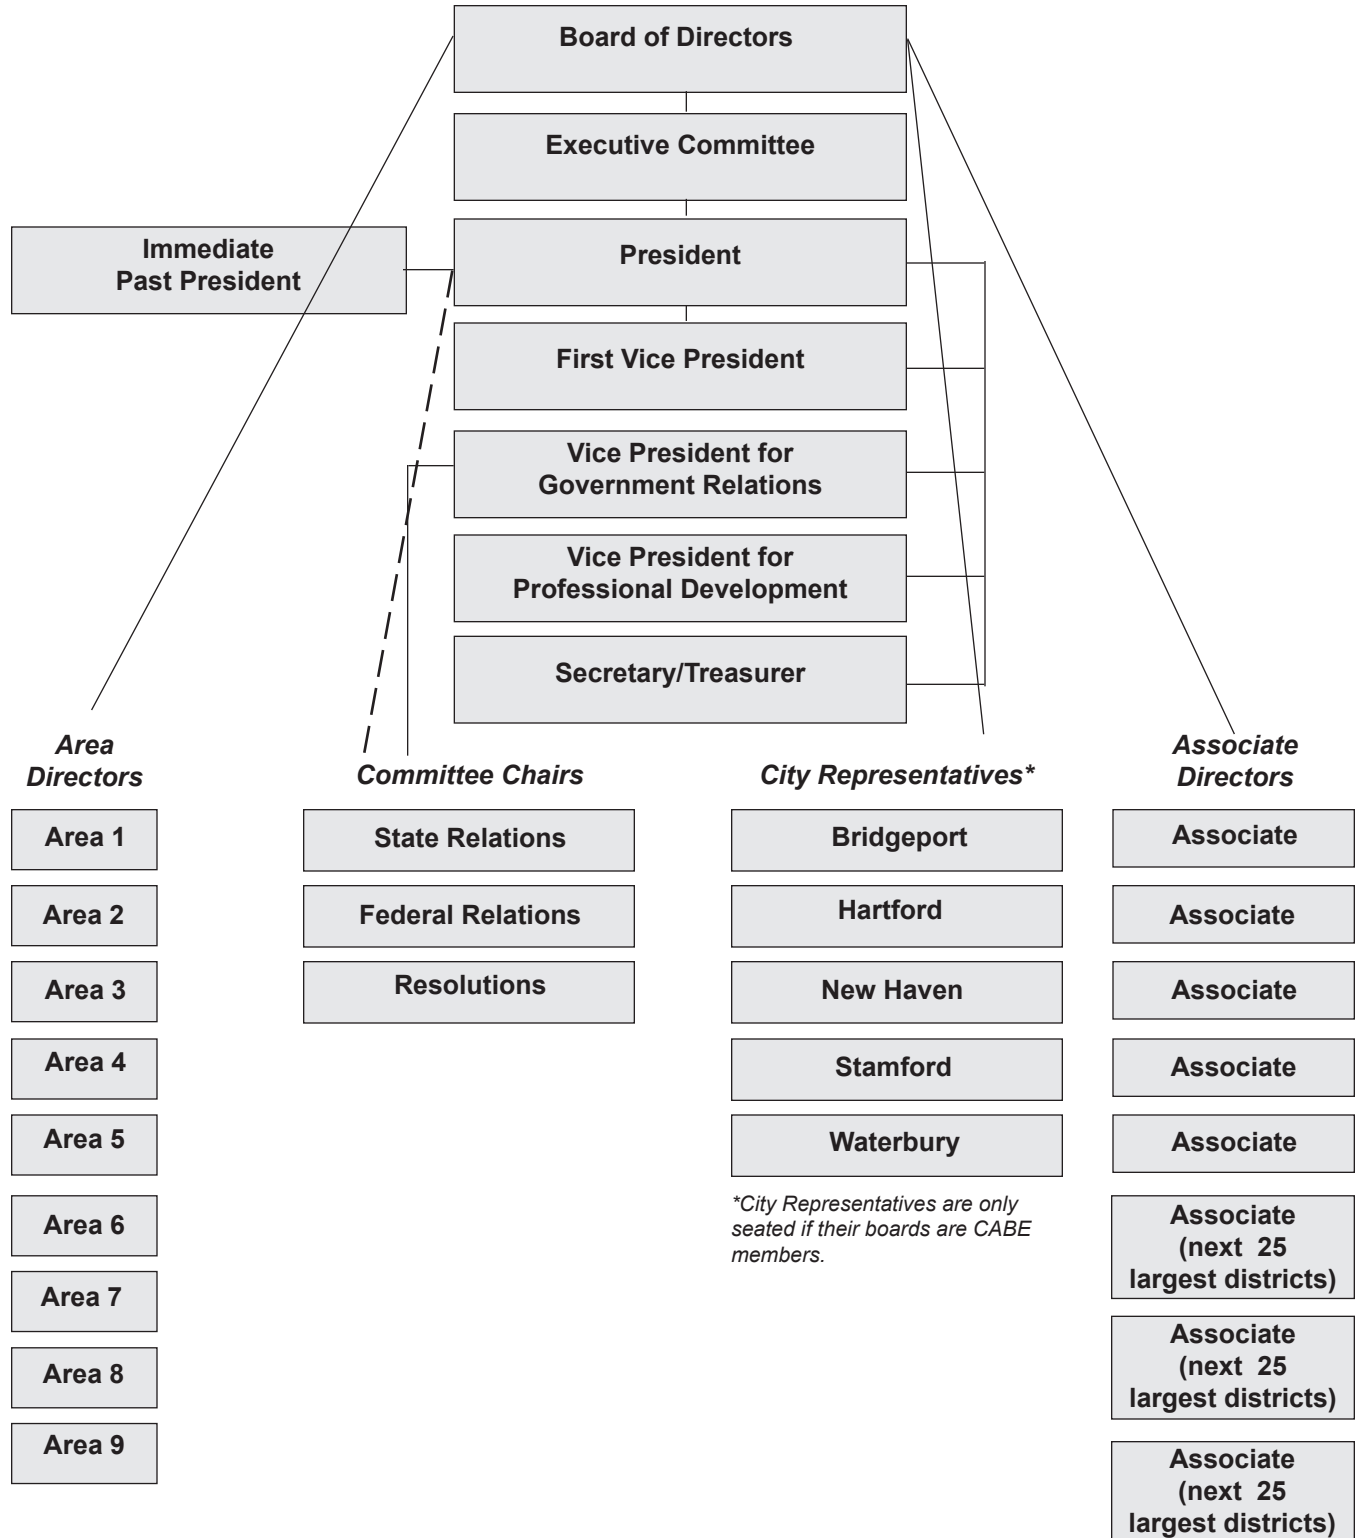 Board of Directors
Executive Committee
Immediate
Past President
President
First Vice President
Vice President for
Government Relations
Vice President for
Professional Development
Secretary/Treasurer
Area
Directors
Area 1
Area 2
Area 3
Area 4
Area 5
Area 6
Area 7
Area 8
Area 9
Committee Chairs
State Relations
Federal Relations
Resolutions
City Representatives*
Bridgeport
Hartford
New Haven
Stamford
Waterbury
*City Representatives are only
seated if their boards are CABE
members.
Associate
Directors
Associate
Associate
Associate
Associate
Associate
Associate
(next 25
largest districts)
Associate
(next 25
largest districts)
Associate
(next 25
largest districts)